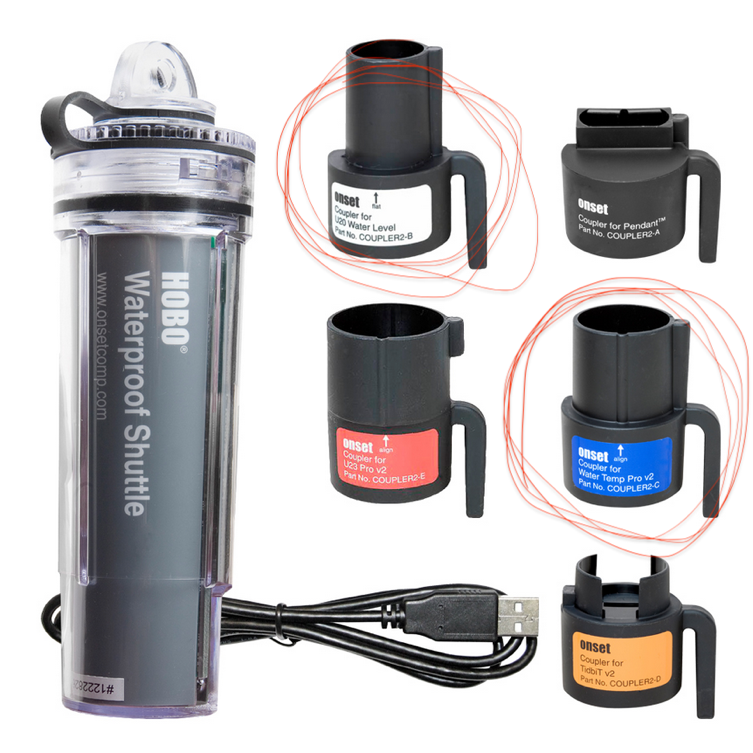 HOBO®
Waterproof Shuttle
www.onsetcomp.com
onset
flat
Coupler for
U20 Water Level
Part No. COUPLER2-B
onset
Coupler for Pendant™
Part No. COUPLER2-A
onset
align
Coupler for
U23 Pro v2
Part No. COUPLER2-E
onset
align
Coupler for
Water Temp Pro v2
Part No. COUPLER2-C
onset
Coupler for
TidbiT v2
Part No. COUPLER2-D